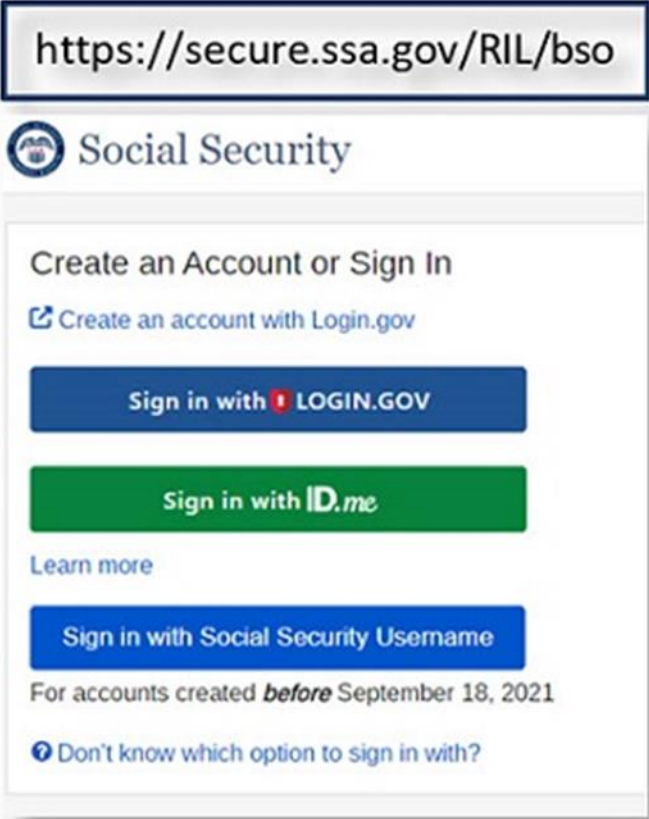 https://secure.ssa.gov/RIL/bso
Social Security
Create an Account or Sign In
Create an account with Login.gov
Sign in with LOGIN.GOV
Sign in with ID.me
Learn more
Sign in with Social Security Username
For accounts created before September 18, 2021
Don't know which option to sign in with?